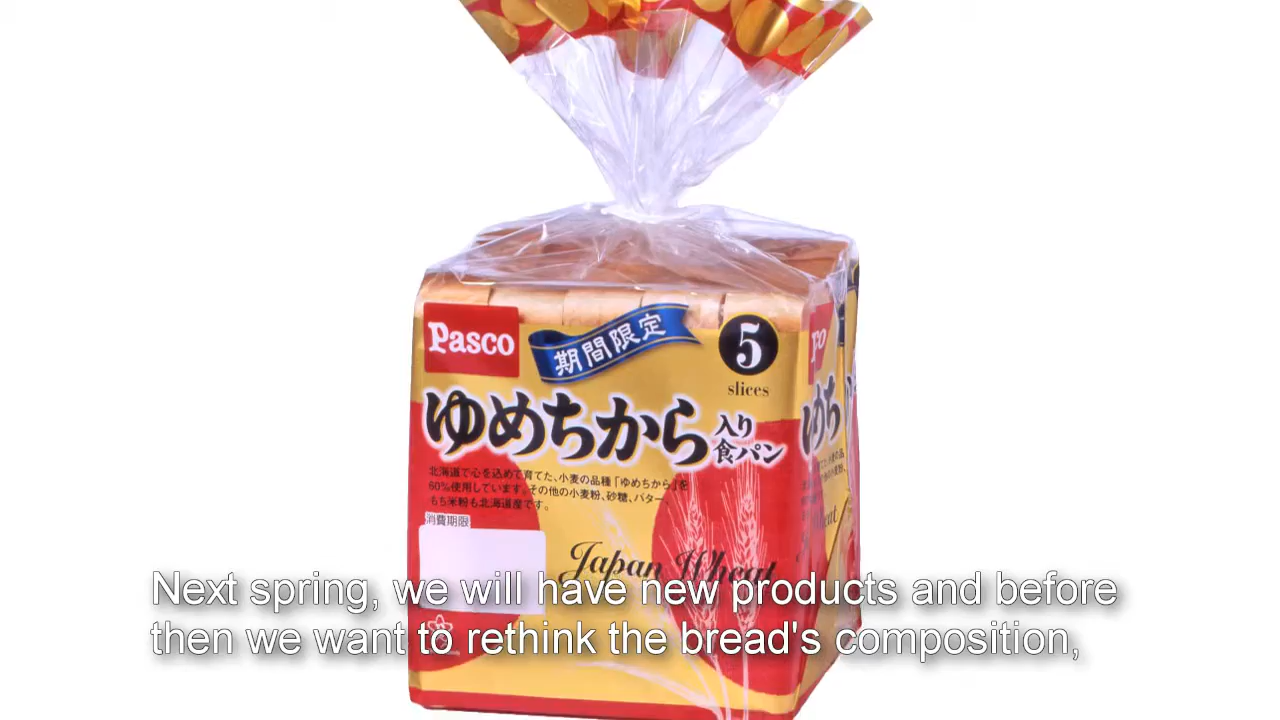 Pasco
期間限定
5
slices
ゆめちから
入り
食パン
北海道で心を込めて育てた、小麦の品種「ゆめちから」を
60%使用しています。その他の小麦粉、砂糖、バター、
もち米粉も北海道産です。
消費期限
Japan Wheat
Next spring, we will have new products and before
then we want to rethink the bread's composition,